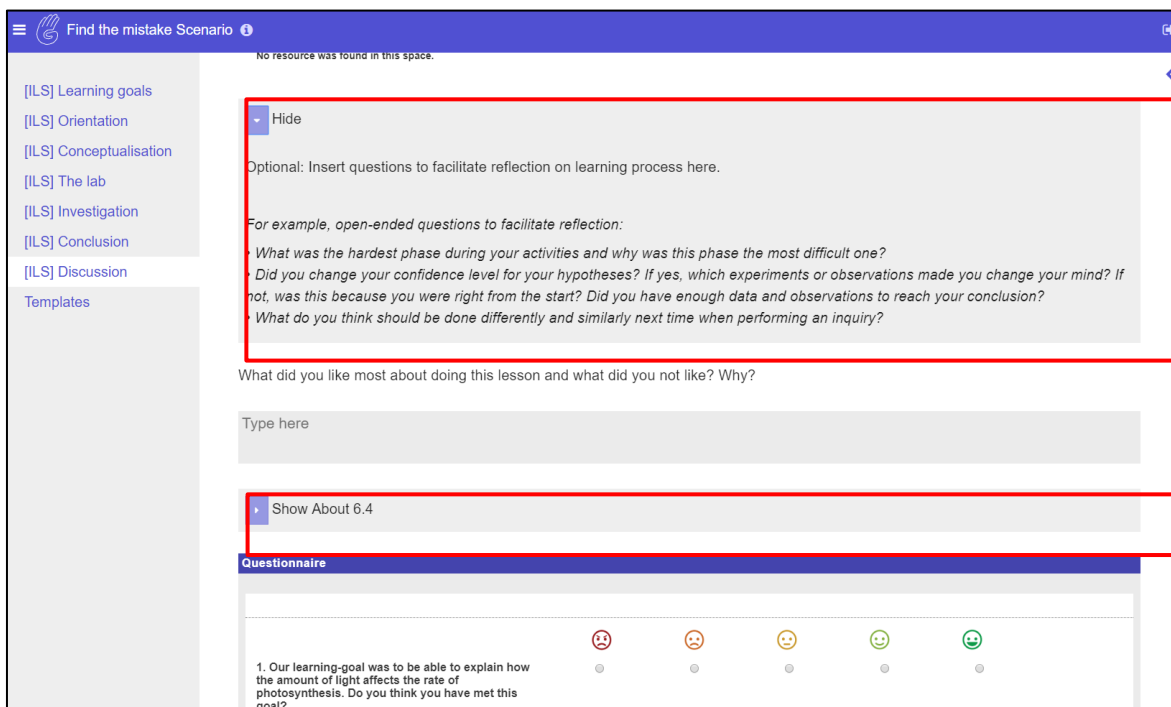 Find the mistake Scenario
No resource was found in this space.
[ILS] Learning goals
[ILS] Orientation
[ILS] Conceptualisation
[ILS] The lab
[ILS] Investigation
[ILS] Conclusion
[ILS] Discussion
Templates
Hide
Optional: Insert questions to facilitate reflection on learning process here.
For example, open-ended questions to facilitate reflection:
• What was the hardest phase during your activities and why was this phase the most difficult one?
• Did you change your confidence level for your hypotheses? If yes, which experiments or observations made you change your mind? If
not, was this because you were right from the start? Did you have enough data and observations to reach your conclusion?
• What do you think should be done differently and similarly next time when performing an inquiry?
What did you like most about doing this lesson and what did you not like? Why?
Type here
Show About 6.4
Questionnaire
1. Our learning-goal was to be able to explain how
the amount of light affects the rate of
photosynthesis. Do you think you have met this
goal?